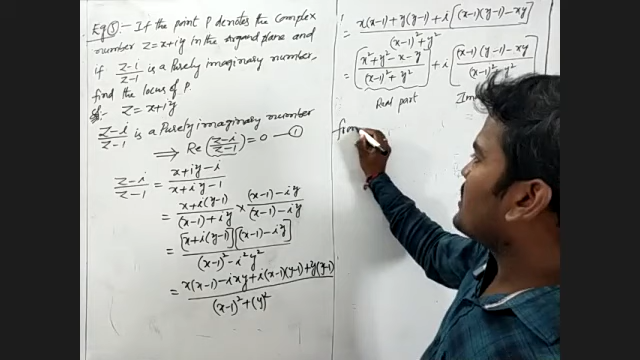 Eg ①:- If the point P denotes the complex
number z=x+iy in the argand plane and
if z-i/z-1 is a Purely imaginary number,
find the locus of P.
Sol: z=x+iy
z-i/z-1 is a Purely imaginary number
⟹ Re(z-i/z-1)=0 —①
z-i/z-1 = x+iy-i/x+iy-1
= x+i(y-1)/(x-1)+iy × (x-1)-iy/(x-1)-iy
= [x+i(y-1)][(x-1)-iy]/(x-1)²-i²y²
= x(x-1)-ixy+i(x-1)(y-1)+y(y-1)/(x-1)²+(y)²
= x(x-1)+y(y-1)+i[(x-1)(y-1)-xy]/(x-1)²+y²
= [x²+y²-x-y/(x-1)²+y²]+i[(x-1)(y-1)-xy/(x-1)²+y²]
Real part Im
from